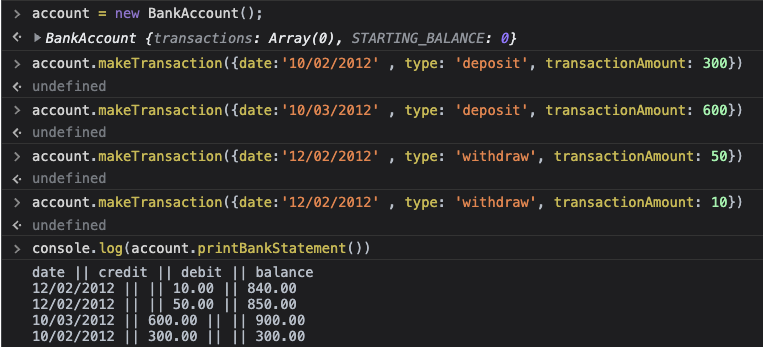 > account = new BankAccount();
<· ▶ BankAccount {transactions: Array(0), STARTING_BALANCE: 0}
> account.makeTransaction({date:'10/02/2012' , type: 'deposit', transactionAmount: 300})
<· undefined
> account.makeTransaction({date:'10/03/2012' , type: 'deposit', transactionAmount: 600})
<· undefined
> account.makeTransaction({date:'12/02/2012' , type: 'withdraw', transactionAmount: 50})
<· undefined
> account.makeTransaction({date:'12/02/2012' , type: 'withdraw', transactionAmount: 10})
<· undefined
> console.log(account.printBankStatement())
date || credit || debit || balance
12/02/2012 || || 10.00 || 840.00
12/02/2012 || || 50.00 || 850.00
10/03/2012 || 600.00 || || 900.00
10/02/2012 || 300.00 || || 300.00